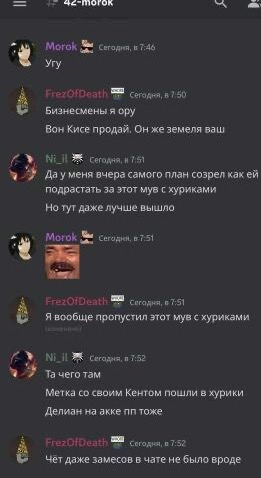 42-morok
Morok Сегодня, в 7:46
Угу
FrezOfDeath Сегодня, в 7:50
Бизнесмены я ору
Вон Кисе продай. Он же земеля ваш
Ni_il Сегодня, в 7:51
Да у меня вчера самого план созрел как ей
подрастать за этот мув с хуриками
Но тут даже лучше вышло
Morok Сегодня, в 7:51
FrezOfDeath Сегодня, в 7:51
Я вообще пропустил этот мув с хуриками
(изменено)
Ni_il Сегодня, в 7:52
Та чего там
Метка со своим Кентом пошли в хурики
Делиан на акке пп тоже
FrezOfDeath Сегодня, в 7:52
Чёт даже замесов в чате не было вроде